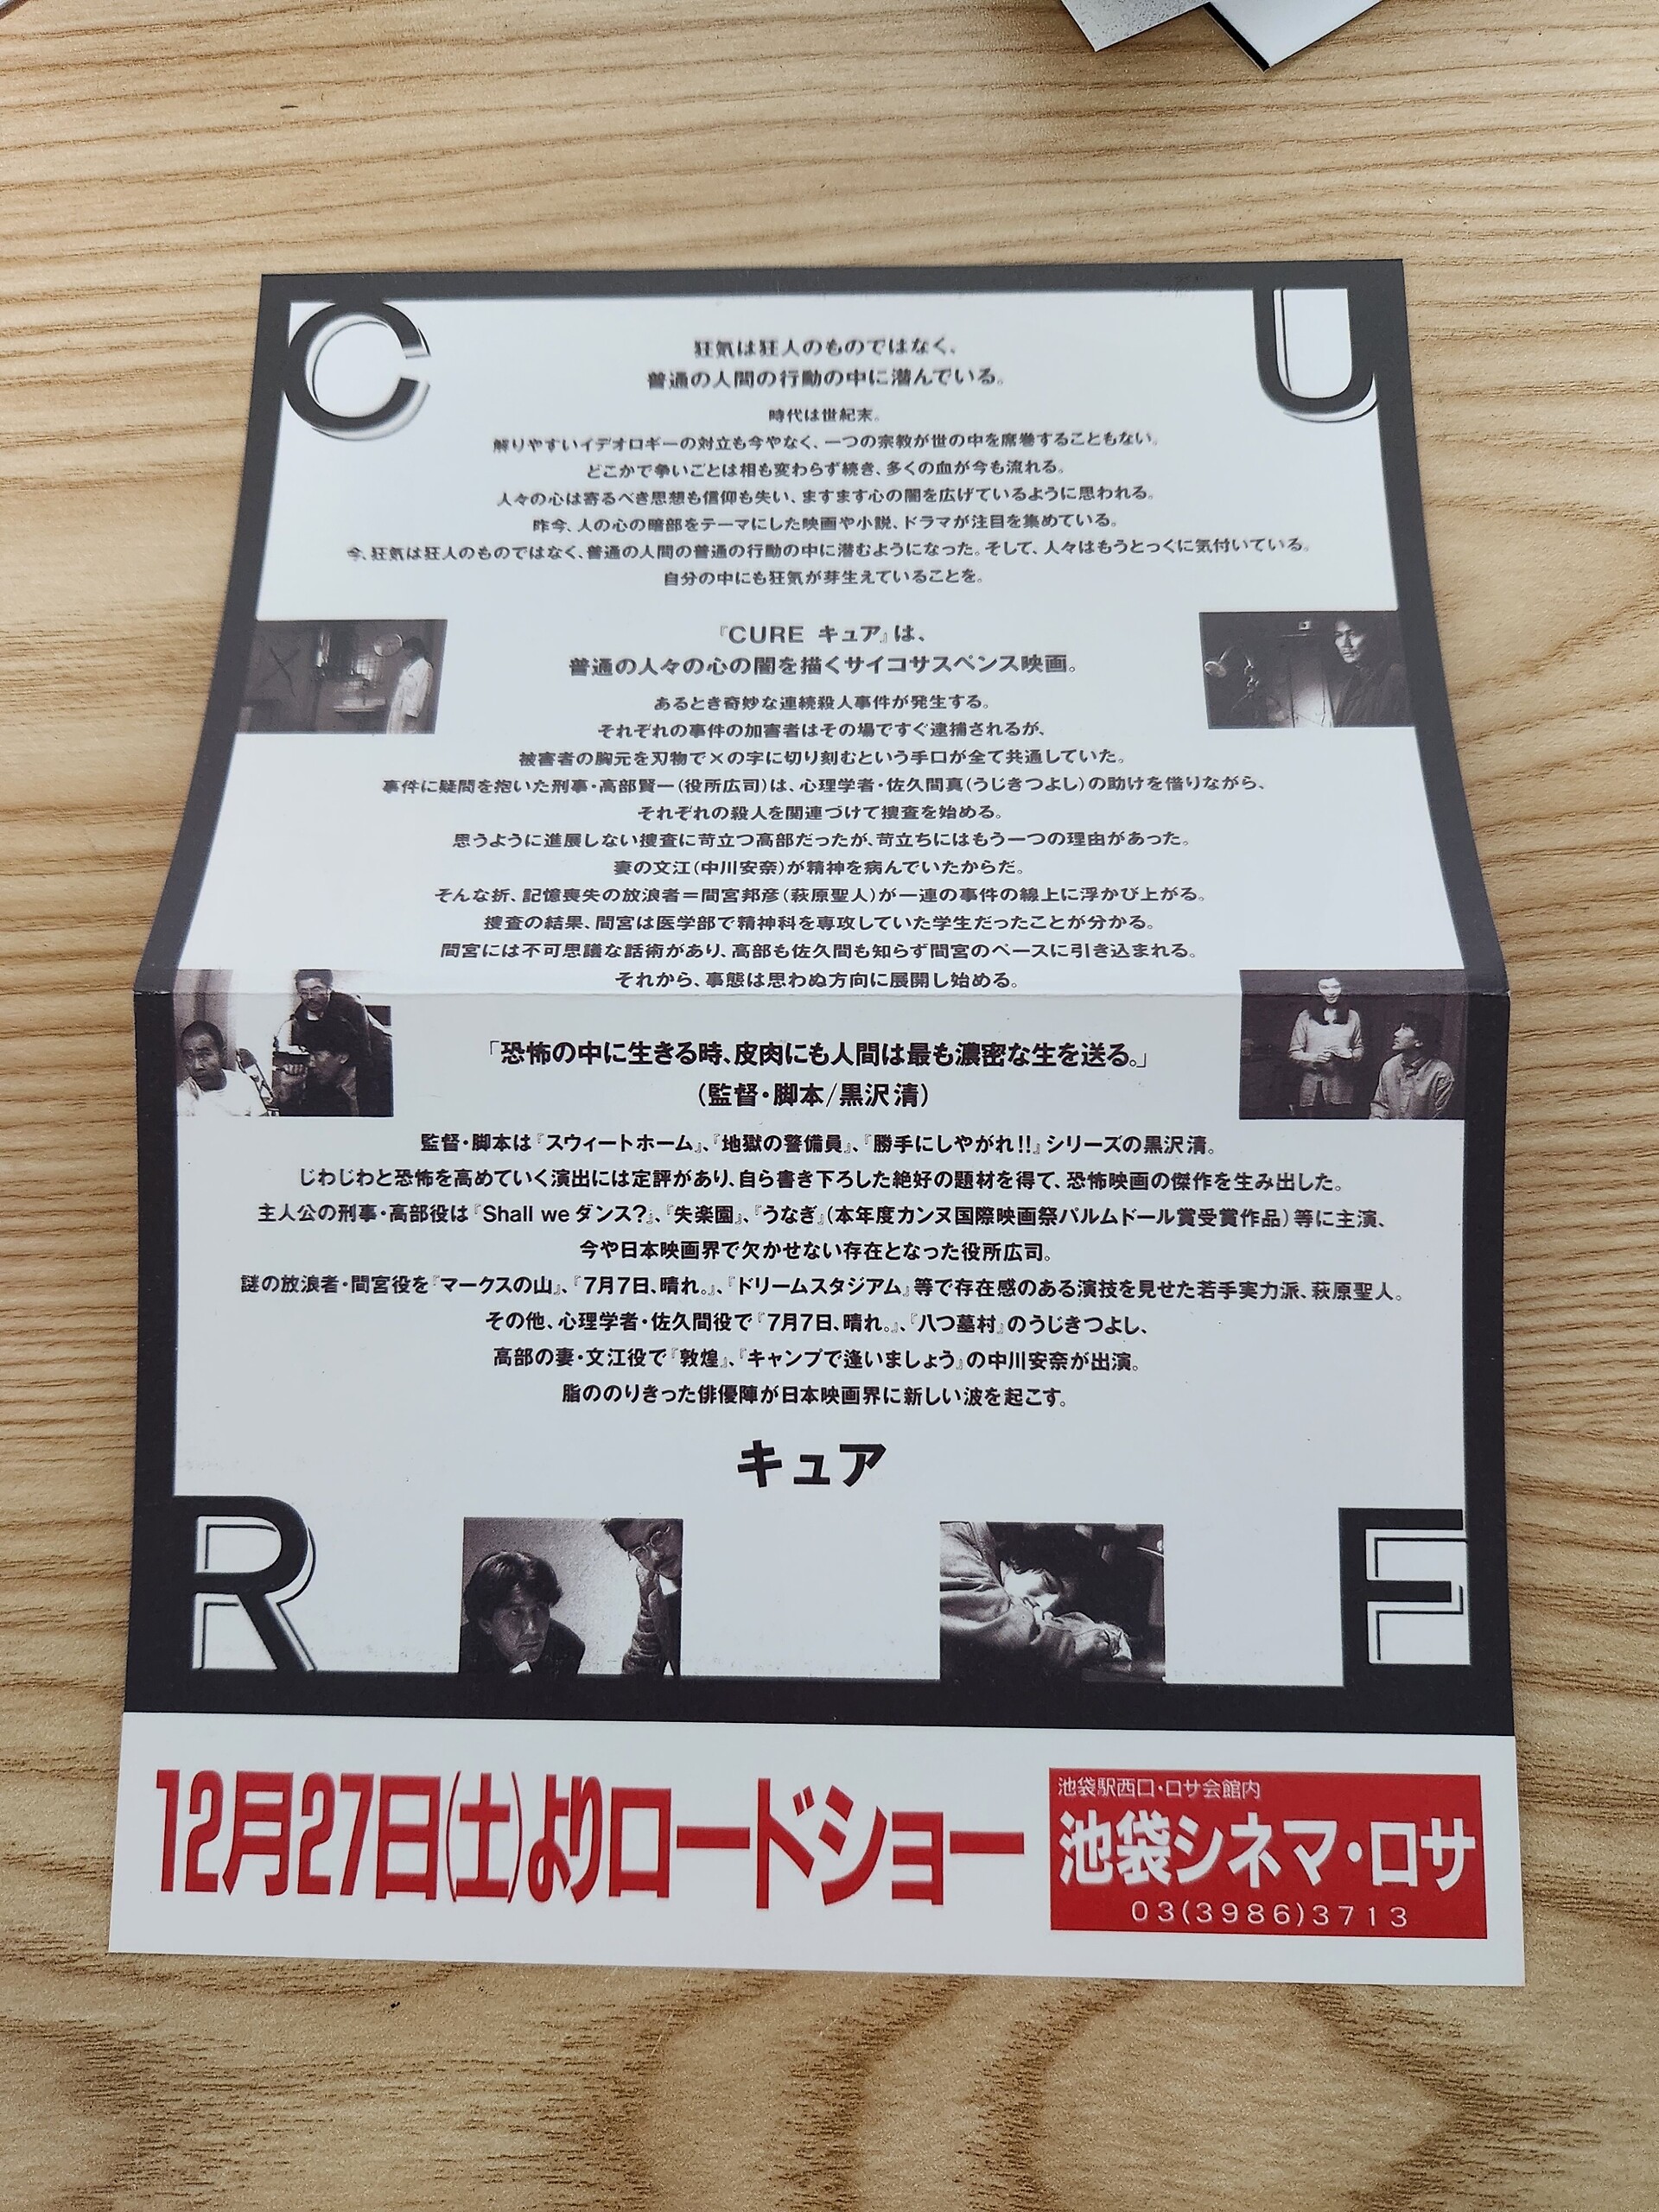 C U
狂気は狂人のものではなく、
普通の人間の行動の中に潜んでいる。
時代は世紀末。
解りやすいイデオロギーの対立も今やなく、一つの宗教が世の中を席巻することもない。
どこかで争いごとは相も変わらず続き、多くの血が今も流れる。
人々の心は寄るべき思想も信仰も失い、ますます心の闇を広げているように思われる。
昨今、人の心の暗部をテーマにした映画や小説、ドラマが注目を集めている。
今、狂気は狂人のものではなく、普通の人間の普通の行動の中に潜むようになった。そして、人々はもうとっくに気付いている。
自分の中にも狂気が芽生えていることを。
『CURE キュア』は、
普通の人々の心の闇を描くサイコサスペンス映画。
あるとき奇妙な連続殺人事件が発生する。
それぞれの事件の加害者はその場ですぐ逮捕されるが、
被害者の胸元を刃物で×の字に切り刻むという手口が全て共通していた。
事件に疑問を抱いた刑事・高部賢一(役所広司)は、心理学者・佐久間真(うじきつよし)の助けを借りながら、
それぞれの殺人を関連づけて捜査を始める。
思うように進展しない捜査に苛立つ高部だったが、苛立ちにはもう一つの理由があった。
妻の文江(中川安奈)が精神を病んでいたからだ。
そんな折、記憶喪失の放浪者＝間宮邦彦(萩原聖人)が一連の事件の線上に浮かび上がる。
捜査の結果、間宮は医学部で精神科を専攻していた学生だったことが分かる。
間宮には不可思議な話術があり、高部も佐久間も知らず間宮のペースに引き込まれる。
それから、事態は思わぬ方向に展開し始める。
「恐怖の中に生きる時、皮肉にも人間は最も濃密な生を送る。」
(監督・脚本/黒沢清)
監督・脚本は『スウィートホーム』、『地獄の警備員』、『勝手にしやがれ!!』シリーズの黒沢清。
じわじわと恐怖を高めていく演出には定評があり、自ら書き下ろした絶好の題材を得て、恐怖映画の傑作を生み出した。
主人公の刑事・高部役は『Shall we ダンス?』、『失楽園』、『うなぎ』(本年度カンヌ国際映画祭パルムドール賞受賞作品)等に主演、
今や日本映画界で欠かせない存在となった役所広司。
謎の放浪者・間宮役を『マークスの山』、『7月7日、晴れ。』、『ドリームスタジアム』等で存在感のある演技を見せた若手実力派、萩原聖人。
その他、心理学者・佐久間役で『7月7日、晴れ。』、『八つ墓村』のうじきつよし、
高部の妻・文江役で『敦煌』、『キャンプで逢いましょう』の中川安奈が出演。
脂ののりきった俳優陣が日本映画界に新しい波を起こす。
キュア
R E
12月27日(土)よりロードショー
池袋駅西口・ロサ会館内
池袋シネマ・ロサ
03(3986)3713